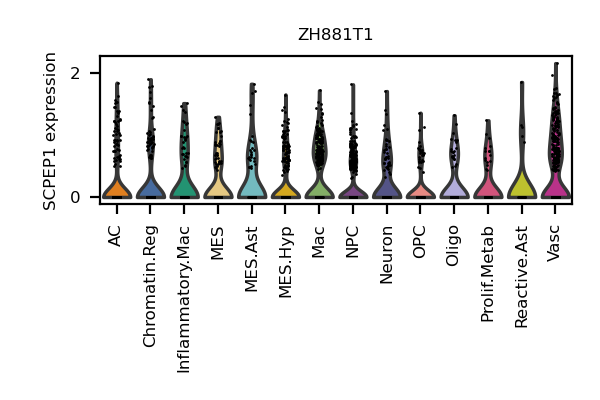 ZH881T1
SCPEP1 expression
2
0
AC
Chromatin.Reg
Inflammatory.Mac
MES
MES.Ast
MES.Hyp
Mac
NPC
Neuron
OPC
Oligo
Prolif.Metab
Reactive.Ast
Vasc